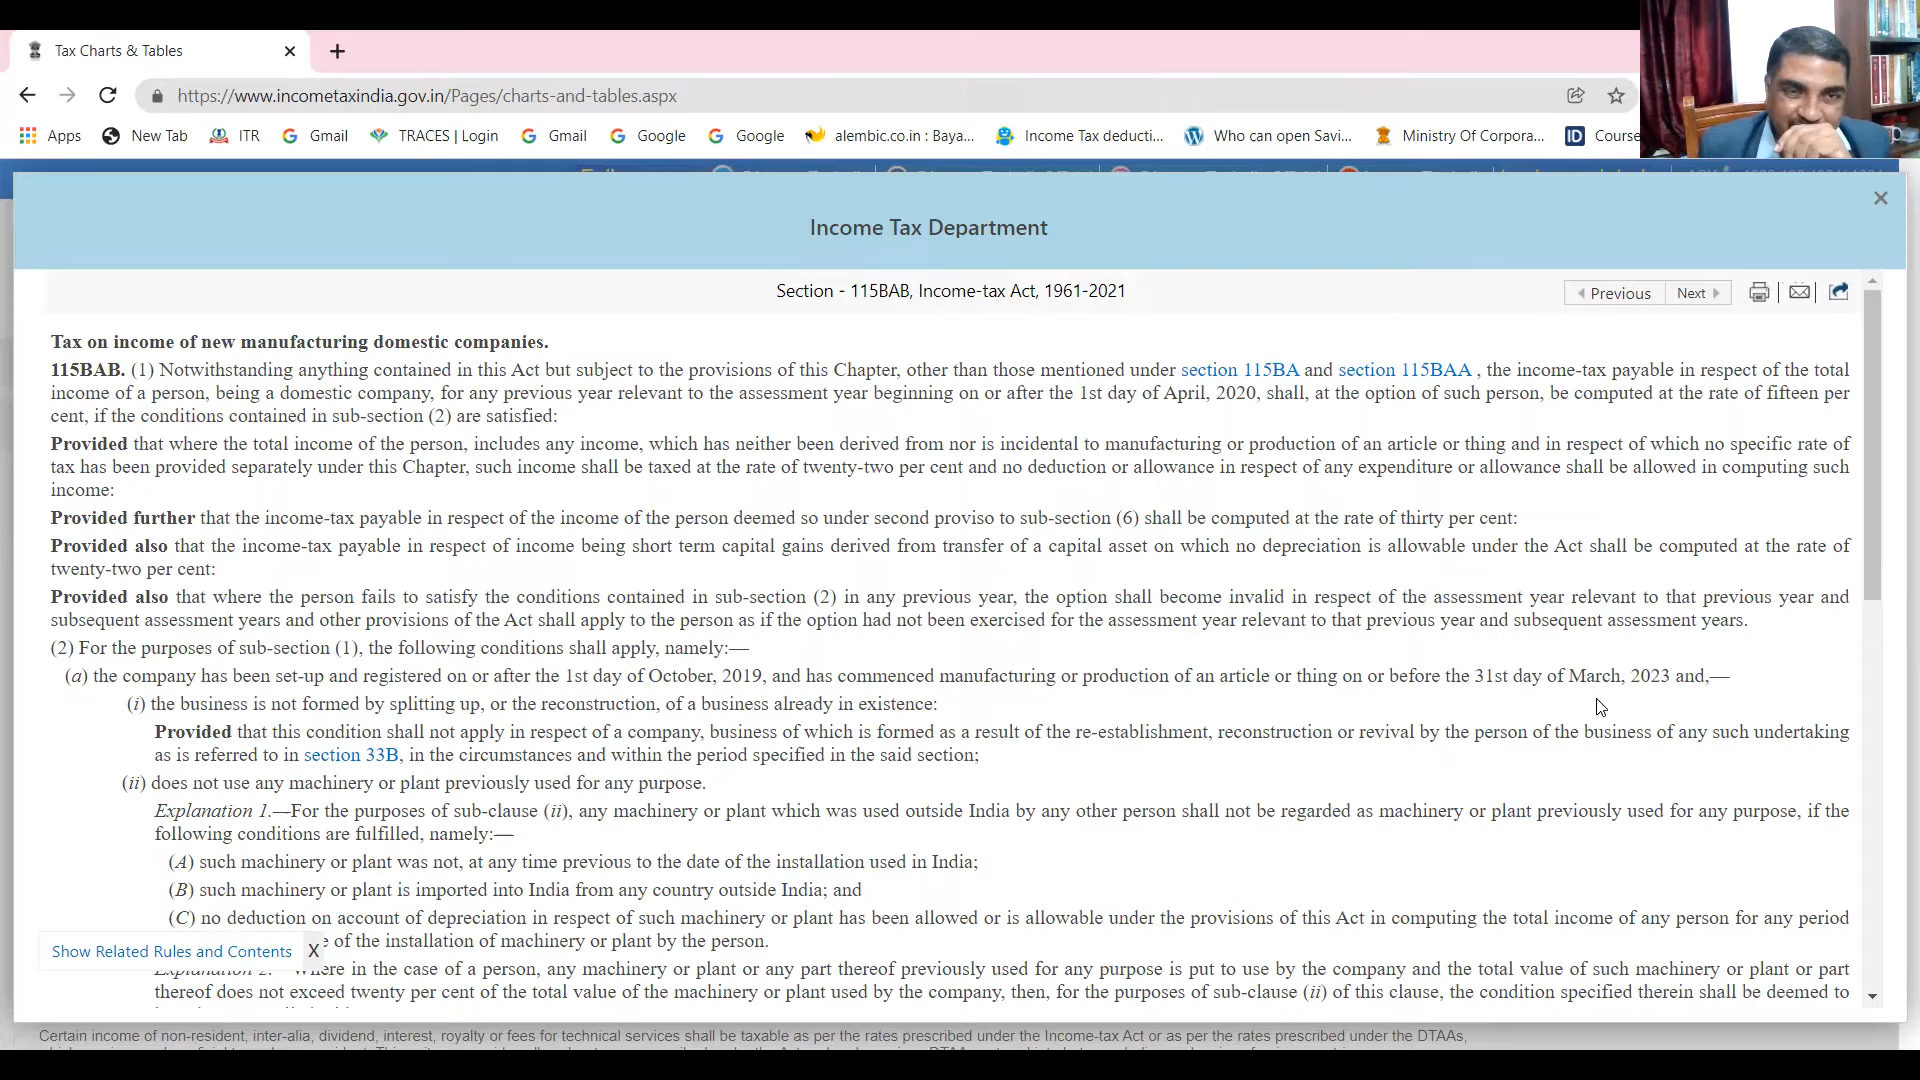 Tax Charts & Tables
https://www.incometaxindia.gov.in/Pages/charts-and-tables.aspx
Apps New Tab ITR Gmail TRACES | Login Gmail Google Google alembic.co.in : Baya... Income Tax deducti... Who can open Savi... Ministry Of Corpora... ID Course
Income Tax Department
Section - 115BAB, Income-tax Act, 1961-2021
Previous Next
Tax on income of new manufacturing domestic companies.
115BAB. (1) Notwithstanding anything contained in this Act but subject to the provisions of this Chapter, other than those mentioned under section 115BA and section 115BAA , the income-tax payable in respect of the total
income of a person, being a domestic company, for any previous year relevant to the assessment year beginning on or after the 1st day of April, 2020, shall, at the option of such person, be computed at the rate of fifteen per
cent, if the conditions contained in sub-section (2) are satisfied:
Provided that where the total income of the person, includes any income, which has neither been derived from nor is incidental to manufacturing or production of an article or thing and in respect of which no specific rate of
tax has been provided separately under this Chapter, such income shall be taxed at the rate of twenty-two per cent and no deduction or allowance in respect of any expenditure or allowance shall be allowed in computing such
income:
Provided further that the income-tax payable in respect of the income of the person deemed so under second proviso to sub-section (6) shall be computed at the rate of thirty per cent:
Provided also that the income-tax payable in respect of income being short term capital gains derived from transfer of a capital asset on which no depreciation is allowable under the Act shall be computed at the rate of
twenty-two per cent:
Provided also that where the person fails to satisfy the conditions contained in sub-section (2) in any previous year, the option shall become invalid in respect of the assessment year relevant to that previous year and
subsequent assessment years and other provisions of the Act shall apply to the person as if the option had not been exercised for the assessment year relevant to that previous year and subsequent assessment years.
(2) For the purposes of sub-section (1), the following conditions shall apply, namely:—
(a) the company has been set-up and registered on or after the 1st day of October, 2019, and has commenced manufacturing or production of an article or thing on or before the 31st day of March, 2023 and,—
(i) the business is not formed by splitting up, or the reconstruction, of a business already in existence:
Provided that this condition shall not apply in respect of a company, business of which is formed as a result of the re-establishment, reconstruction or revival by the person of the business of any such undertaking
as is referred to in section 33B, in the circumstances and within the period specified in the said section;
(ii) does not use any machinery or plant previously used for any purpose.
Explanation 1.—For the purposes of sub-clause (ii), any machinery or plant which was used outside India by any other person shall not be regarded as machinery or plant previously used for any purpose, if the
following conditions are fulfilled, namely:—
(A) such machinery or plant was not, at any time previous to the date of the installation used in India;
(B) such machinery or plant is imported into India from any country outside India; and
(C) no deduction on account of depreciation in respect of such machinery or plant has been allowed or is allowable under the provisions of this Act in computing the total income of any person for any period
Show Related Rules and Contents X e of the installation of machinery or plant by the person.
Explanation 2. Where in the case of a person, any machinery or plant or any part thereof previously used for any purpose is put to use by the company and the total value of such machinery or plant or part
thereof does not exceed twenty per cent of the total value of the machinery or plant used by the company, then, for the purposes of sub-clause (ii) of this clause, the condition specified therein shall be deemed to
Certain income of non-resident, inter-alia, dividend, interest, royalty or fees for technical services shall be taxable as per the rates prescribed under the Income-tax Act or as per the rates prescribed under the DTAAs,